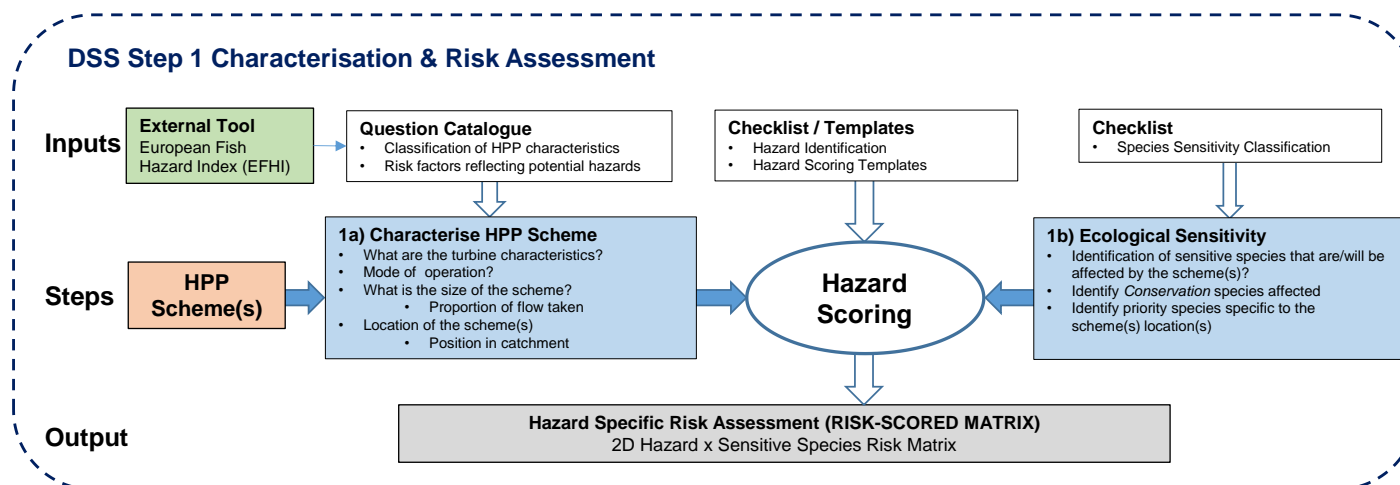 DSS Step 1 Characterisation & Risk Assessment
Inputs
External Tool
European Fish
Hazard Index (EFHI)
Question Catalogue
• Classification of HPP characteristics
• Risk factors reflecting potential hazards
Checklist / Templates
• Hazard Identification
• Hazard Scoring Templates
Checklist
• Species Sensitivity Classification
Steps
HPP
Scheme(s)
1a) Characterise HPP Scheme
• What are the turbine characteristics?
• Mode of operation?
• What is the size of the scheme?
• Proportion of flow taken
• Location of the scheme(s)
• Position in catchment
Hazard
Scoring
1b) Ecological Sensitivity
• Identification of sensitive species that are/will be
affected by the scheme(s)?
• Identify Conservation species affected
• Identify priority species specific to the
scheme(s) location(s)
Output
Hazard Specific Risk Assessment (RISK-SCORED MATRIX)
2D Hazard x Sensitive Species Risk Matrix